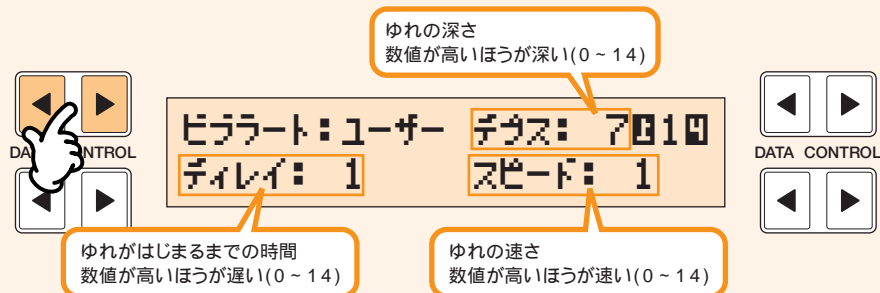 ゆれの深さ
数値が高いほうが深い(0~14)
ビブラート:ユーザー デプス: 7 1
ディレイ: 1 スピード: 1
DATA CONTROL
DATA CONTROL
ゆれがはじまるまでの時間
数値が高いほうが遅い(0~14)
ゆれの速さ
数値が高いほうが速い(0~14)